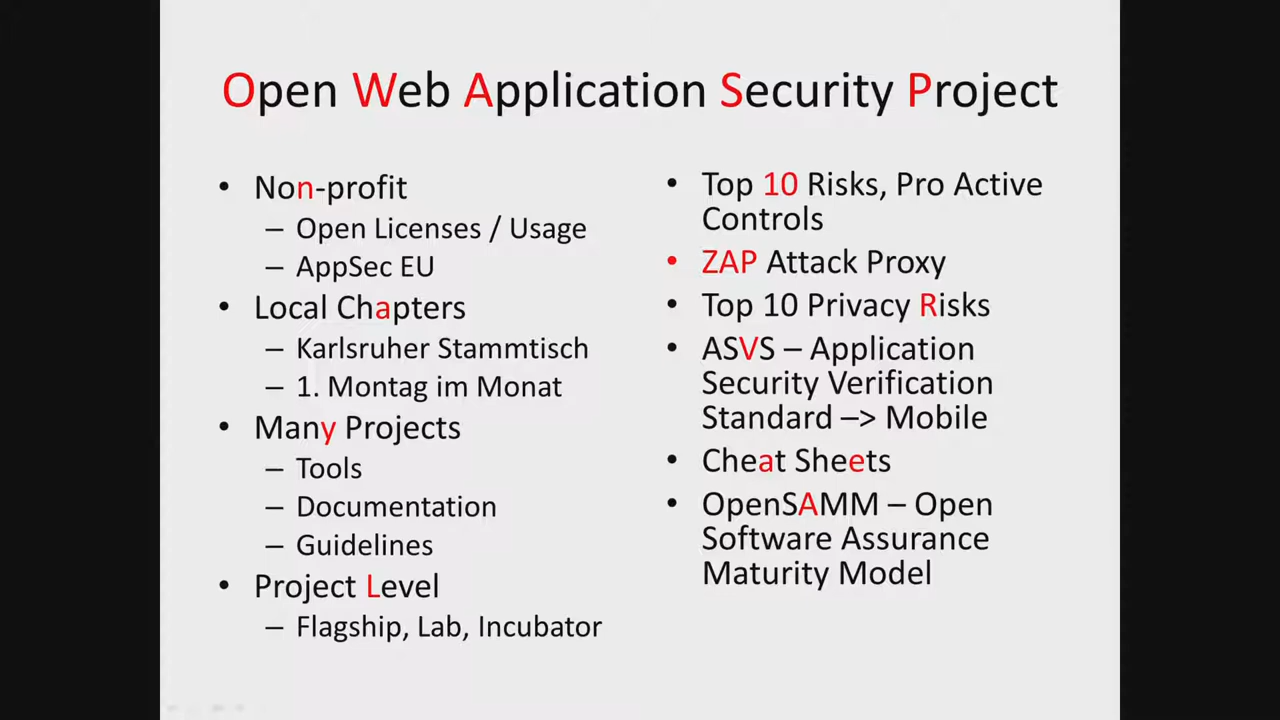 Open Web Application Security Project
• Non-profit
– Open Licenses / Usage
– AppSec EU
• Local Chapters
– Karlsruher Stammtisch
– 1. Montag im Monat
• Many Projects
– Tools
– Documentation
– Guidelines
• Project Level
– Flagship, Lab, Incubator
• Top 10 Risks, Pro Active
Controls
• ZAP Attack Proxy
• Top 10 Privacy Risks
• ASVS – Application
Security Verification
Standard –> Mobile
• Cheat Sheets
• OpenSAMM – Open
Software Assurance
Maturity Model